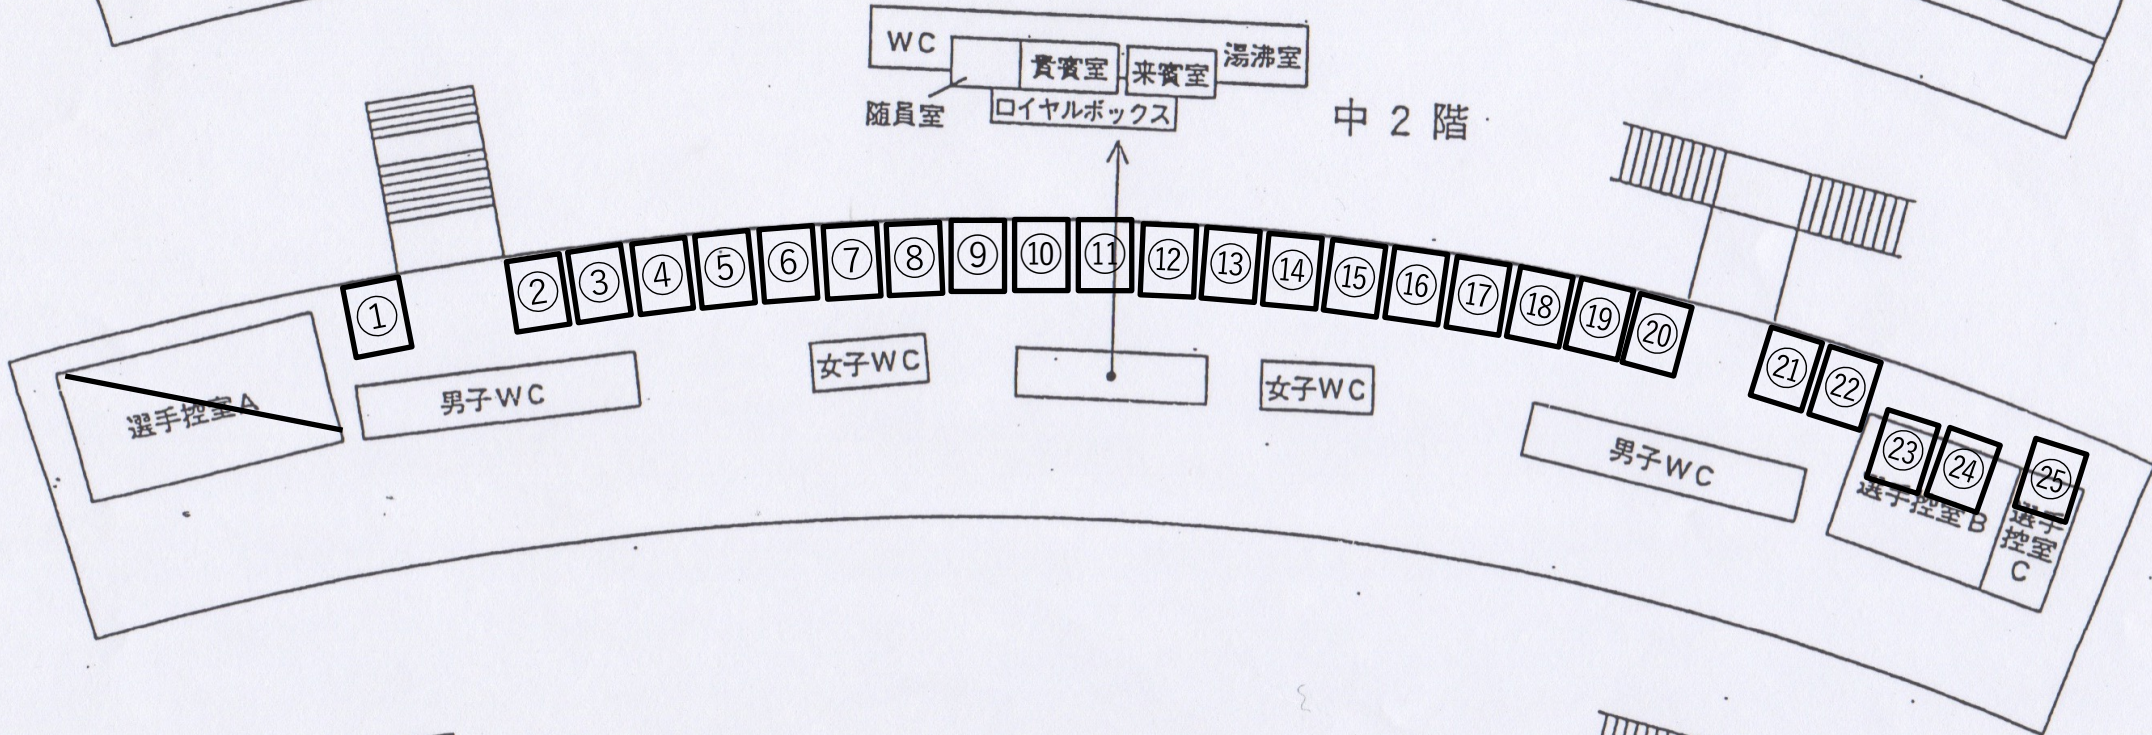 WC
貴賓室
来賓室
湯沸室
随員室
ロイヤルボックス
中2階
①
②
③
④
⑤
⑥
⑦
⑧
⑨
⑩
⑪
⑫
⑬
⑭
⑮
⑯
⑰
⑱
⑲
⑳
㉑
㉒
㉓
㉔
㉕
選手控室A
男子WC
女子WC
女子WC
男子WC
選手控室B
選手
控室
C